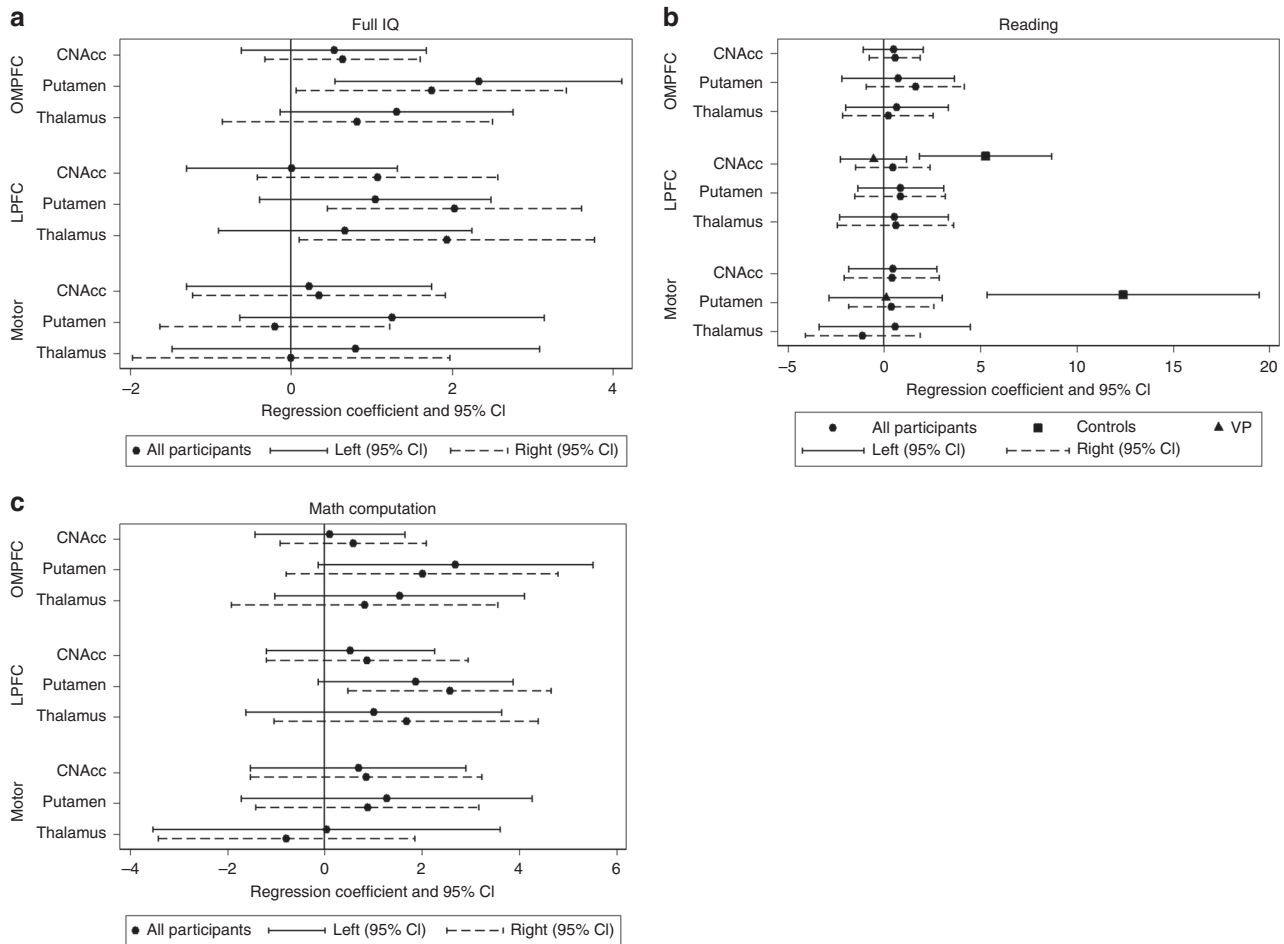 a
Full IQ
OMPFC
CNAcc
Putamen
Thalamus
LPFC
CNAcc
Putamen
Thalamus
Motor
CNAcc
Putamen
Thalamus
−2 0 2 4
Regression coefficient and 95% CI
All participants Left (95% CI) Right (95% CI)
b
Reading
OMPFC
CNAcc
Putamen
Thalamus
LPFC
CNAcc
Putamen
Thalamus
Motor
CNAcc
Putamen
Thalamus
−5 0 5 10 15 20
Regression coefficient and 95% CI
All participants Controls VP
Left (95% CI) Right (95% CI)
c
Math computation
OMPFC
CNAcc
Putamen
Thalamus
LPFC
CNAcc
Putamen
Thalamus
Motor
CNAcc
Putamen
Thalamus
−4 −2 0 2 4 6
Regression coefficient and 95% CI
All participants Left (95% CI) Right (95% CI)